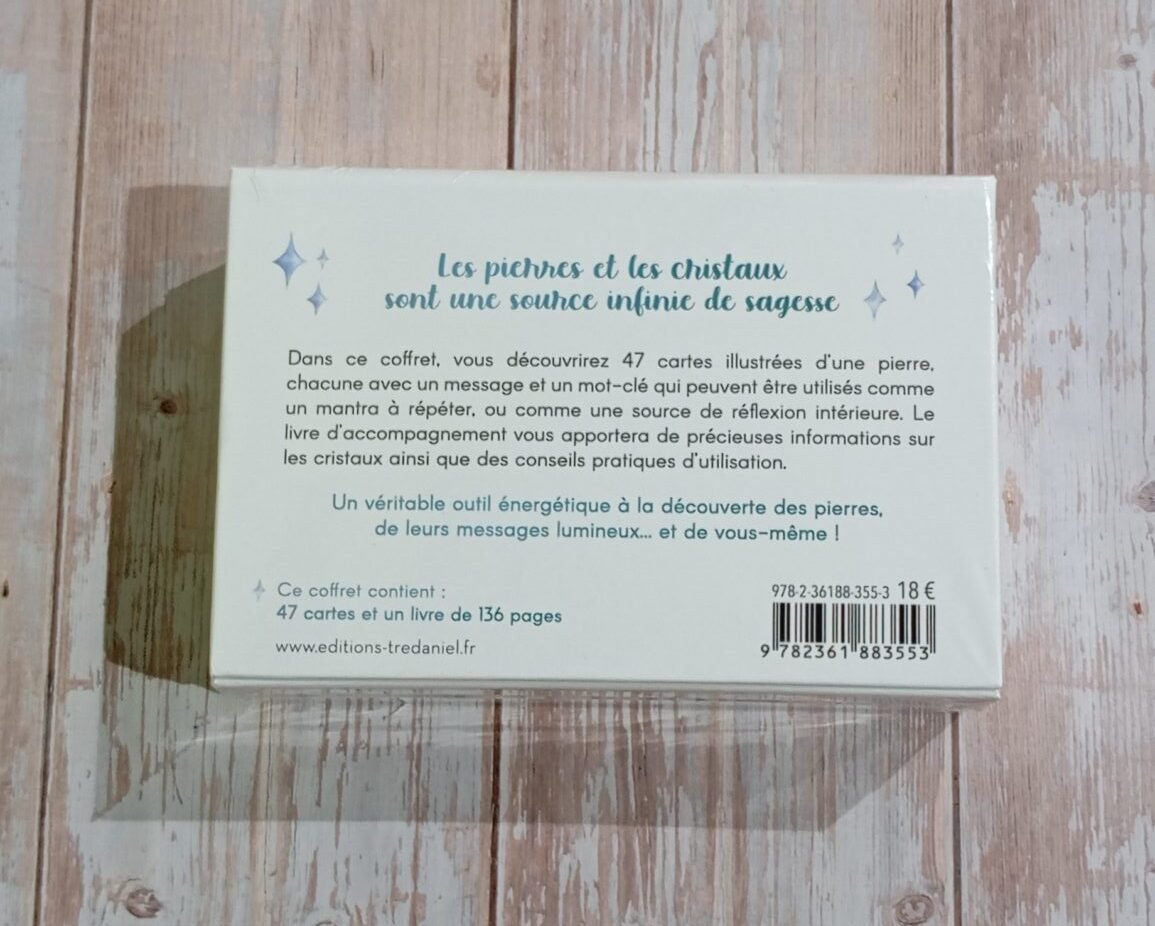 Les pierres et les cristaux
sont une source infinie de sagesse
Dans ce coffret, vous découvrirez 47 cartes illustrées d'une pierre,
chacune avec un message et un mot-clé qui peuvent être utilisés comme
un mantra à répéter, ou comme une source de réflexion intérieure. Le
livre d'accompagnement vous apportera de précieuses informations sur
les cristaux ainsi que des conseils pratiques d'utilisation.
Un véritable outil énergétique à la découverte des pierres,
de leurs messages lumineux... et de vous-même !
Ce coffret contient :
47 cartes et un livre de 136 pages
www.editions-tredaniel.fr
978-2-36188-355-3 18 €
9 782361 883553